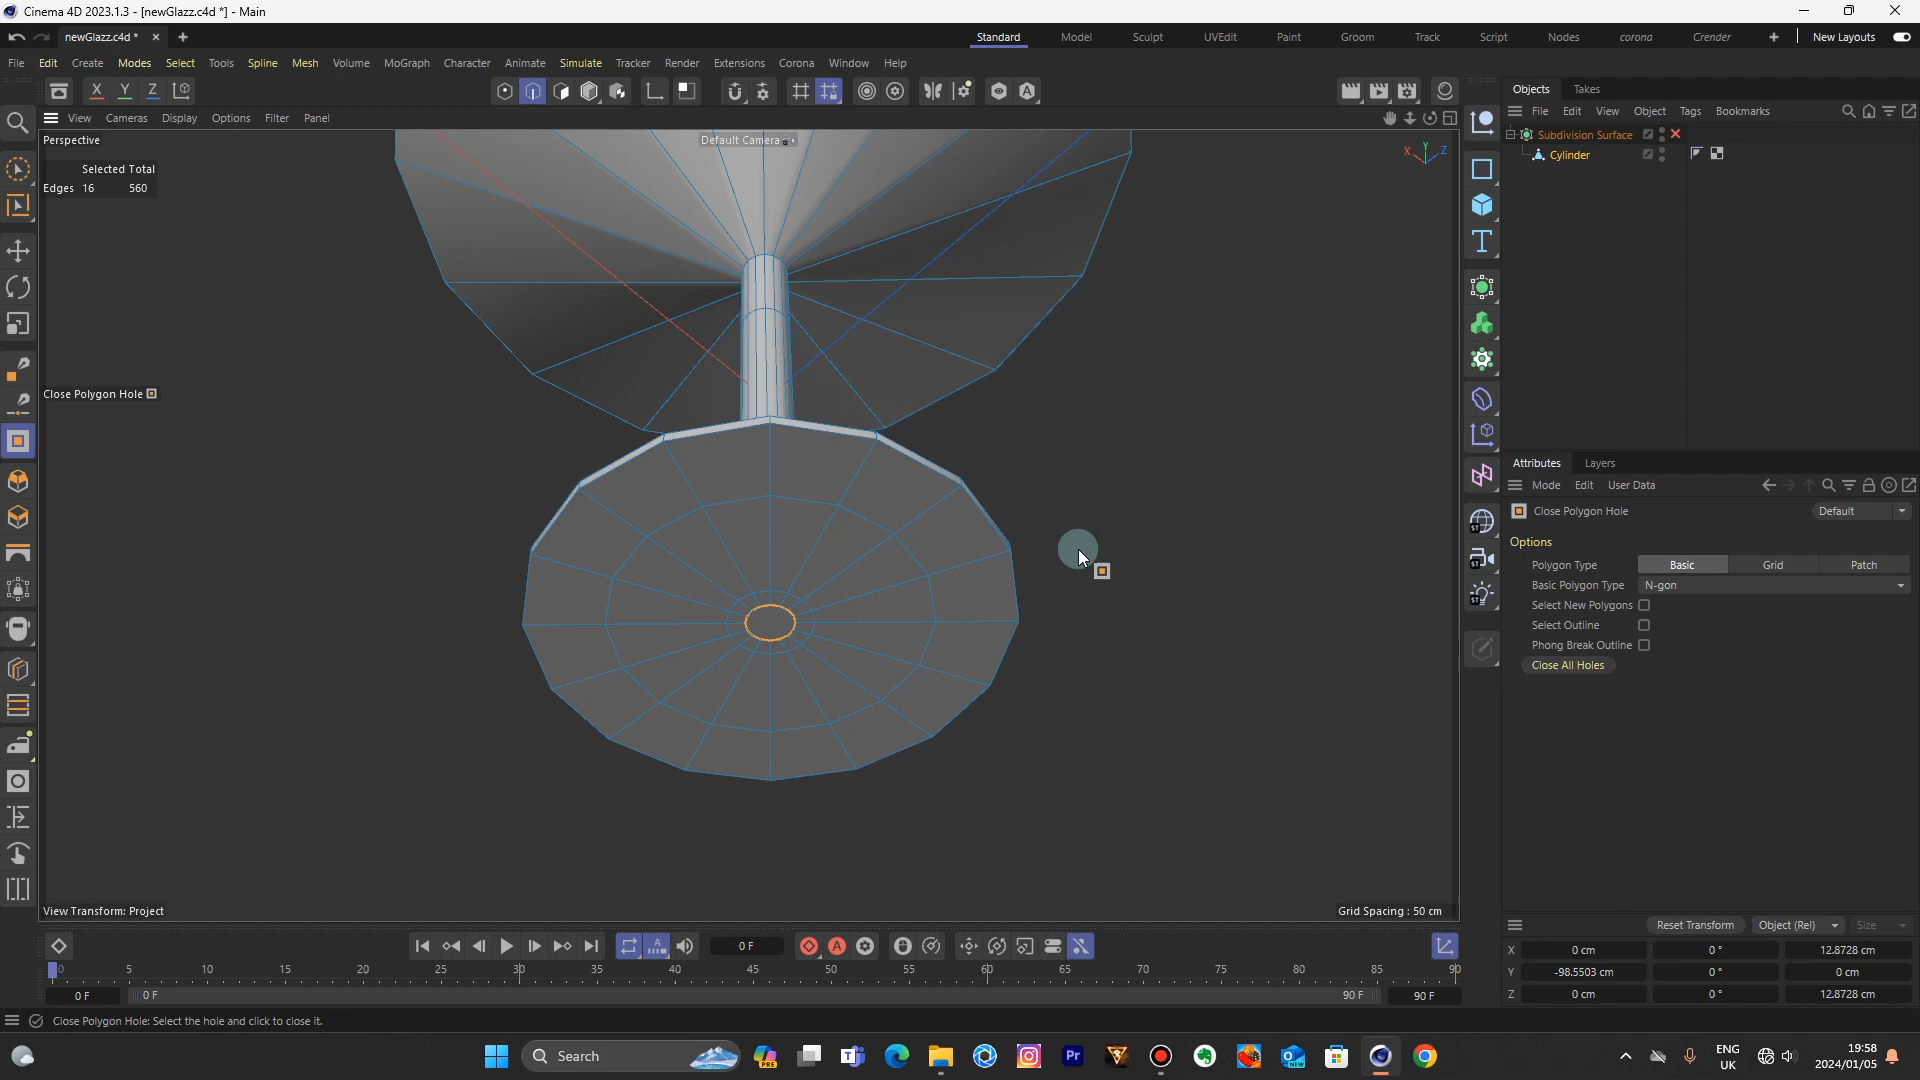 Cinema 4D 2023.1.3 - [newGlazz.c4d *] - Main
newGlazz.c4d *
Standard Model Sculpt UVEdit Paint Groom Track Script Nodes corona Crender New Layouts
File Edit Create Modes Select Tools Spline Mesh Volume MoGraph Character Animate Simulate Tracker Render Extensions Corona Window Help
X Y Z
Objects Takes
File Edit View Object Tags Bookmarks
View Cameras Display Options Filter Panel
Perspective
Default Camera
X Y Z
Subdivision Surface
Cylinder
Selected Total
Edges 16 560
Close Polygon Hole
Attributes Layers
Mode Edit User Data
Close Polygon Hole Default
Options
Polygon Type Basic Grid Patch
Basic Polygon Type N-gon
Select New Polygons
Select Outline
Phong Break Outline
Close All Holes
View Transform: Project
Grid Spacing : 50 cm
Reset Transform Object (Rel) Size
0 F
X 0 cm 0 ° 12.8728 cm
0 5 10 15 20 25 30 35 40 45 50 55 60 65 70 75 80 85 90
Y -98.5503 cm 0 ° 0 cm
0 F 0 F 90 F 90 F
Z 0 cm 0 ° 12.8728 cm
Close Polygon Hole: Select the hole and click to close it.
Search
ENG
UK
19:58
2024/01/05